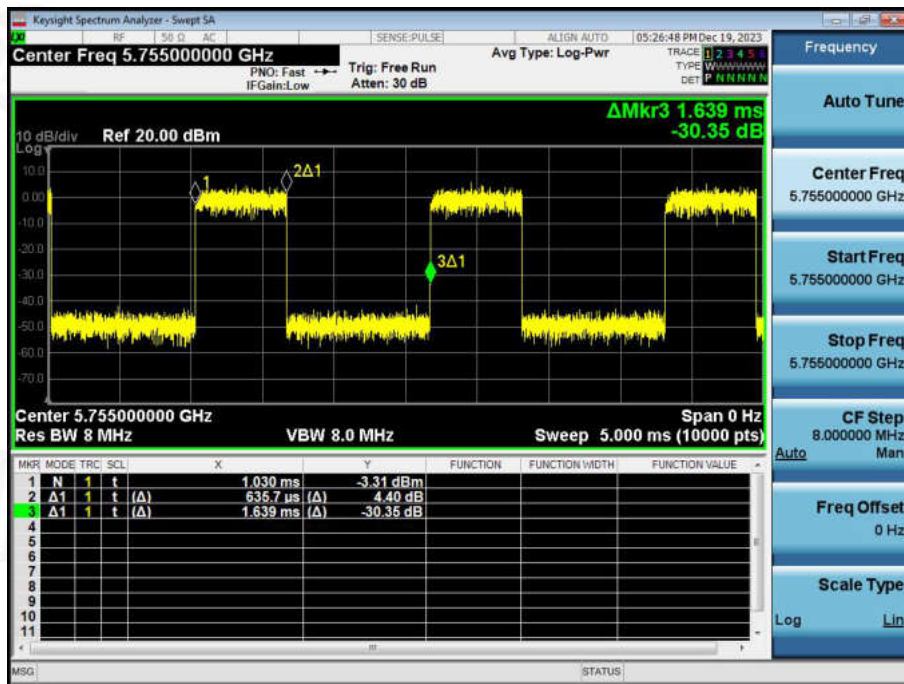 Keysight Spectrum Analyzer - Swept SA
RF 50 Ω AC SENSE:PULSE ALIGN AUTO 05:26:48 PM Dec 19, 2023
Center Freq 5.755000000 GHz
PNO: Fast
IFGain:Low
Trig: Free Run
Atten: 30 dB
Avg Type: Log-Pwr
TRACE 1 2 3 4 5 6
TYPE WWWWWW
DET P N N N N N
ΔMkr3 1.639 ms
-30.35 dB
10 dB/div Ref 20.00 dBm
Log
10.0
0.00
-10.0
-20.0
-30.0
-40.0
-50.0
-60.0
-70.0
1
2Δ1
3Δ1
Center 5.755000000 GHz Span 0 Hz
Res BW 8 MHz VBW 8.0 MHz Sweep 5.000 ms (10000 pts)
MKR MODE TRC SCL X Y FUNCTION FUNCTION WIDTH FUNCTION VALUE
1 N 1 t 1.030 ms -3.31 dBm
2 Δ1 1 t (Δ) 635.7 µs (Δ) 4.40 dB
3 Δ1 1 t (Δ) 1.639 ms (Δ) -30.35 dB
4
5
6
7
8
9
10
11
MSG STATUS
Frequency
Auto Tune
Center Freq
5.755000000 GHz
Start Freq
5.755000000 GHz
Stop Freq
5.755000000 GHz
CF Step
8.000000 MHz
Auto Man
Freq Offset
0 Hz
Scale Type
Log Lin